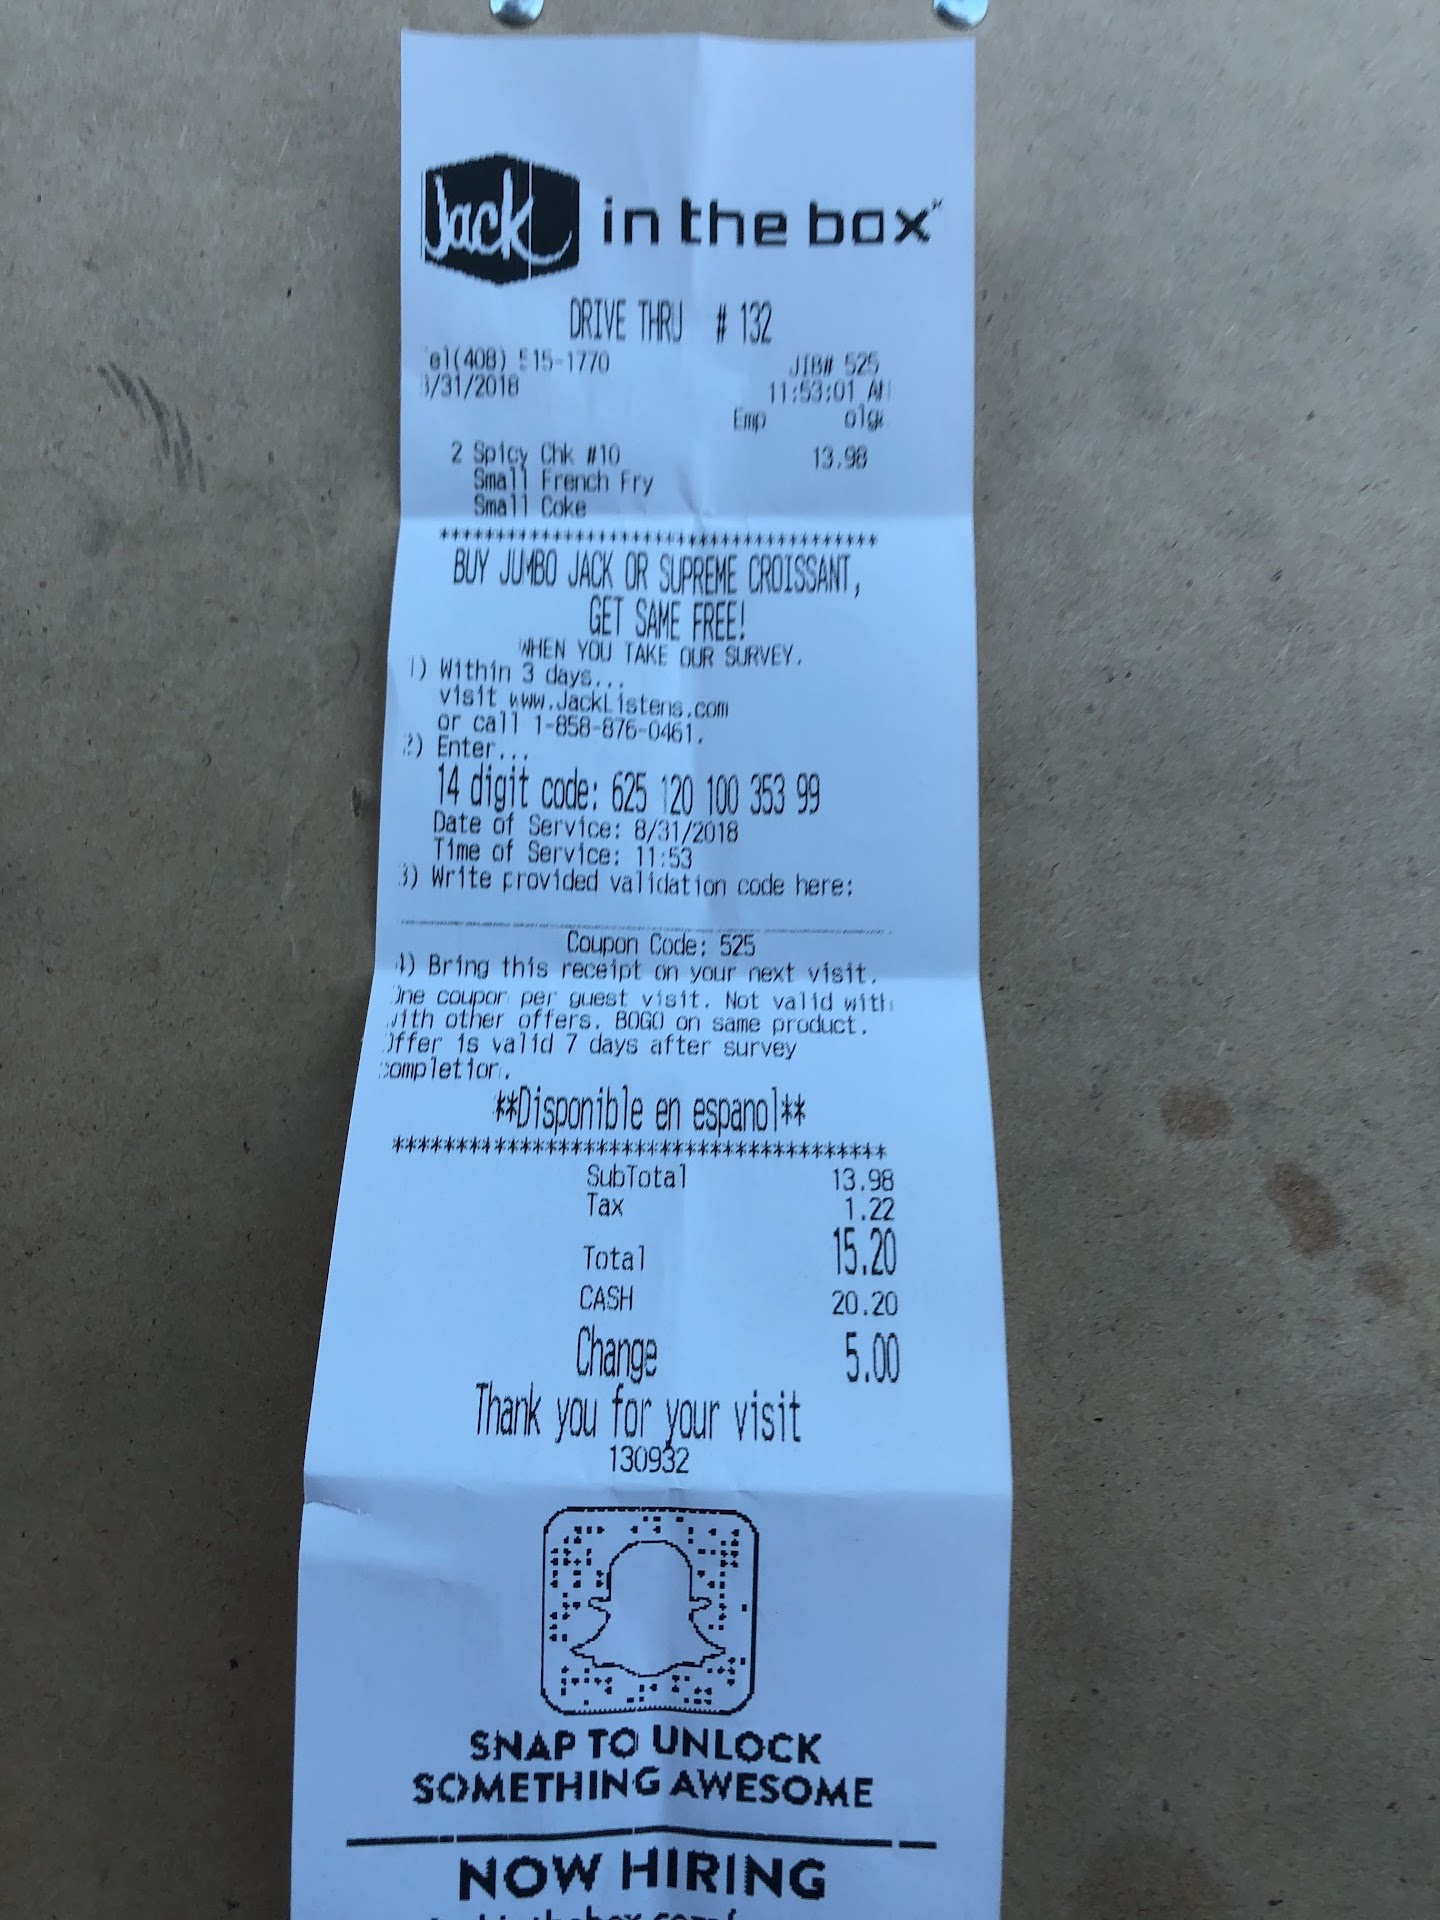 Jack in the box
DRIVE THRU # 132
el(408) 515-1770 JIB# 525
/31/2018 11:53:01 A
Emp olg
2 Spicy Chk #10 13.98
Small French Fry
Small Coke
***************************************
BUY JUMBO JACK OR SUPREME CROISSANT,
GET SAME FREE!
WHEN YOU TAKE OUR SURVEY.
1) Within 3 days...
visit www.JackListens.com
or call 1-858-876-0461.
2) Enter...
14 digit code: 625 120 100 353 99
Date of Service: 8/31/2018
Time of Service: 11:53
3) Write provided validation code here:
Coupon Code: 525
4) Bring this receipt on your next visit.
One coupon per guest visit. Not valid with
with other offers. BOGO on same product.
Offer is valid 7 days after survey
completion.
**Disponible en espanol**
***************************************
SubTotal 13.98
Tax 1.22
Total 15.20
CASH 20.20
Change 5.00
Thank you for your visit
130932
SNAP TO UNLOCK
SOMETHING AWESOME
NOW HIRING